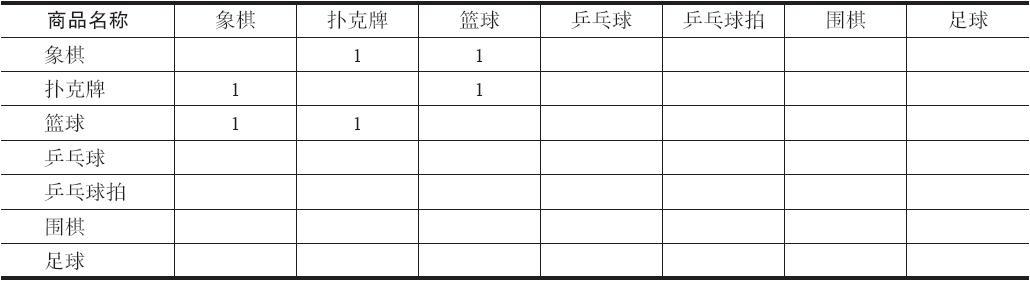 商品名称 象棋 扑克牌 篮球 乒乓球 乒乓球拍 围棋 足球
象棋 1 1
扑克牌 1 1
篮球 1 1
乒乓球
乒乓球拍
围棋
足球